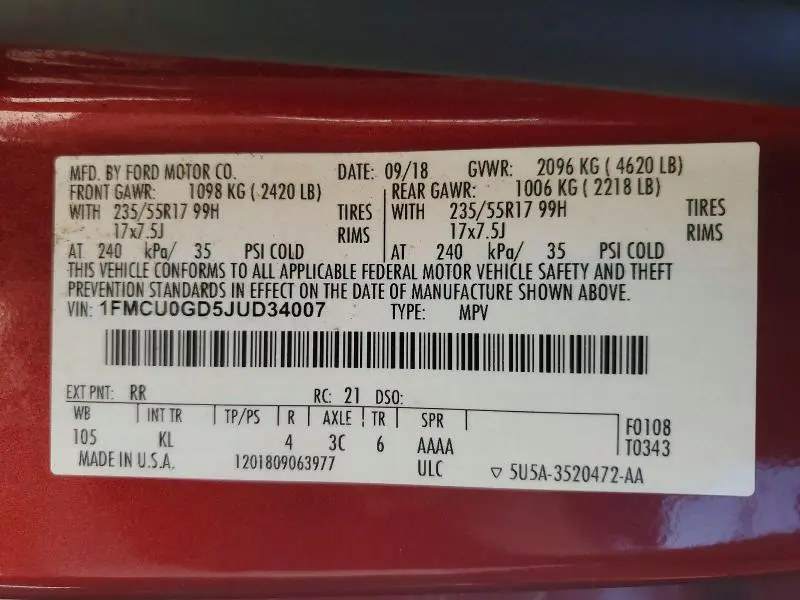 MFD. BY FORD MOTOR CO. DATE: 09/18 GVWR: 2096 KG ( 4620 LB)
FRONT GAWR: 1098 KG ( 2420 LB) REAR GAWR: 1006 KG ( 2218 LB)
WITH 235/55R17 99H TIRES WITH 235/55R17 99H TIRES
17x7.5J RIMS 17x7.5J RIMS
AT 240 kPa/ 35 PSI COLD AT 240 kPa/ 35 PSI COLD
THIS VEHICLE CONFORMS TO ALL APPLICABLE FEDERAL MOTOR VEHICLE SAFETY AND THEFT
PREVENTION STANDARDS IN EFFECT ON THE DATE OF MANUFACTURE SHOWN ABOVE.
VIN: 1FMCU0GD5JUD34007 TYPE: MPV
EXT PNT: RR RC: 21 DSO:
WB INT TR TP/PS R AXLE TR SPR F0108
105 KL 4 3C 6 AAAA T0343
MADE IN U.S.A. 1201809063977 ULC ▽ 5U5A-3520472-AA